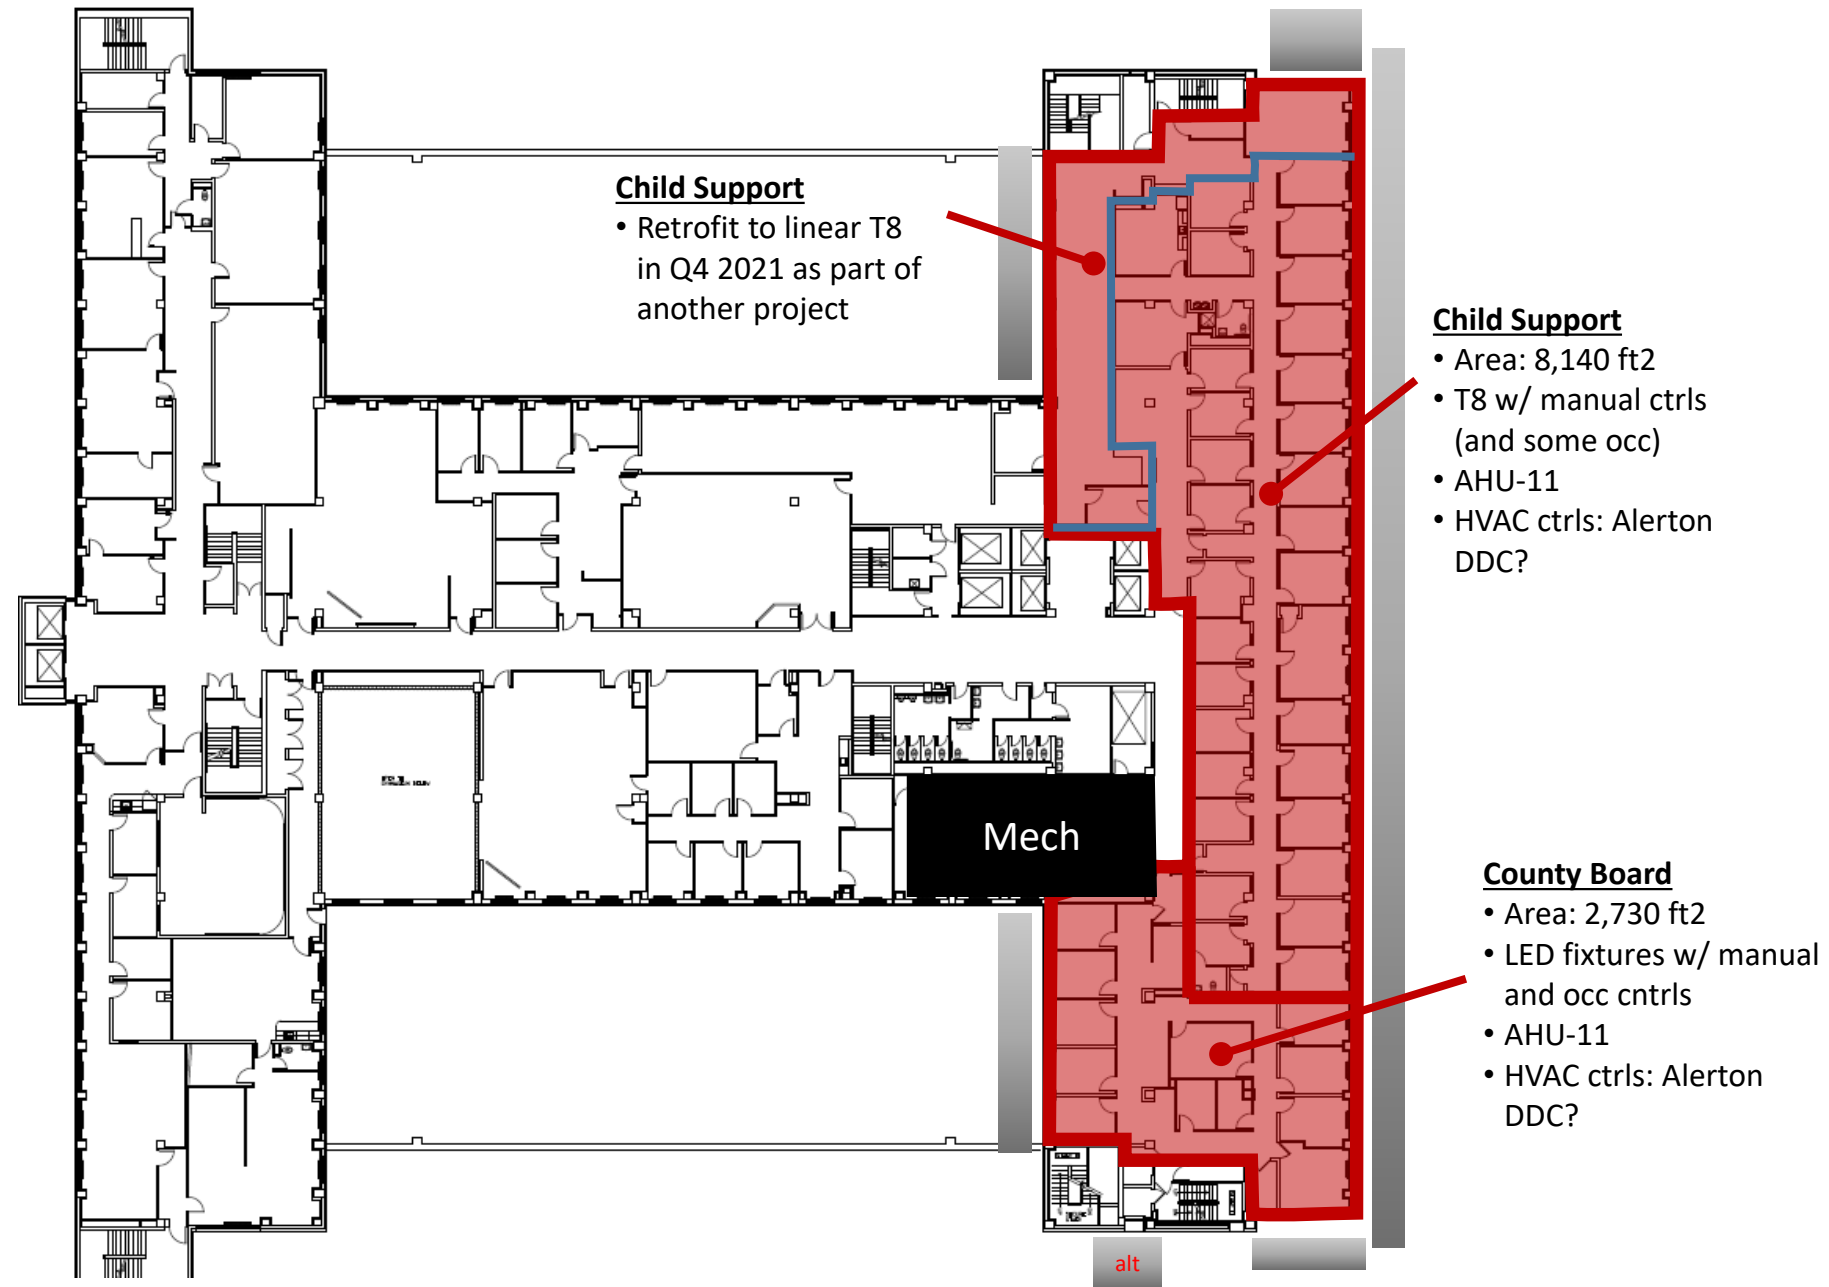 Child Support
• Retrofit to linear T8
in Q4 2021 as part of
another project
Child Support
• Area: 8,140 ft2
• T8 w/ manual ctrls
(and some occ)
• AHU-11
• HVAC ctrls: Alerton
DDC?
Mech
County Board
• Area: 2,730 ft2
• LED fixtures w/ manual
and occ cntrls
• AHU-11
• HVAC ctrls: Alerton
DDC?
alt